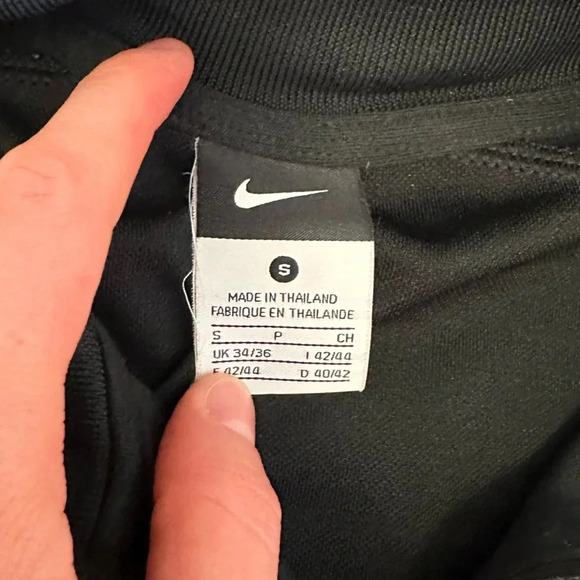 S
MADE IN THAILAND
FABRIQUE EN THAILANDE
S P CH
UK 34/36 I 42/44
F 42/44 D 40/42